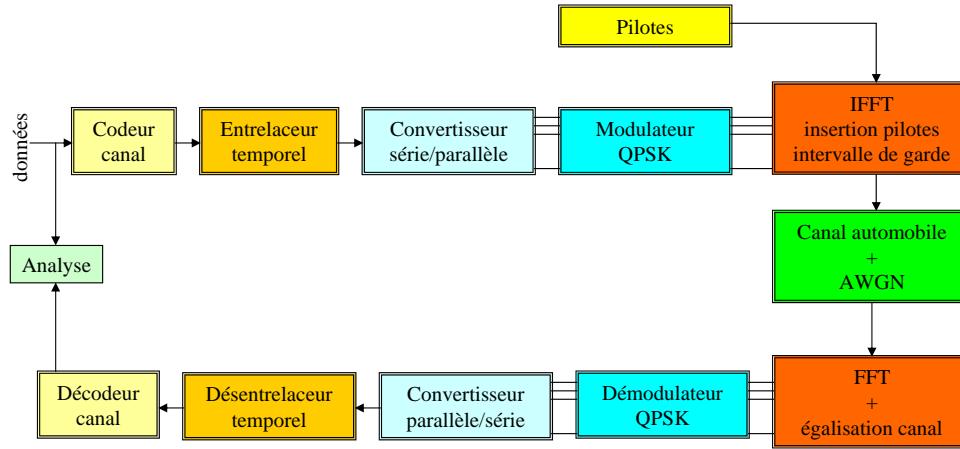 Pilotes
données
Codeur
canal
Entrelaceur
temporel
Convertisseur
série/parallèle
Modulateur
QPSK
IFFT
insertion pilotes
intervalle de garde
Analyse
Canal automobile
+
AWGN
Décodeur
canal
Désentrelaceur
temporel
Convertisseur
parallèle/série
Démodulateur
QPSK
FFT
+
égalisation canal